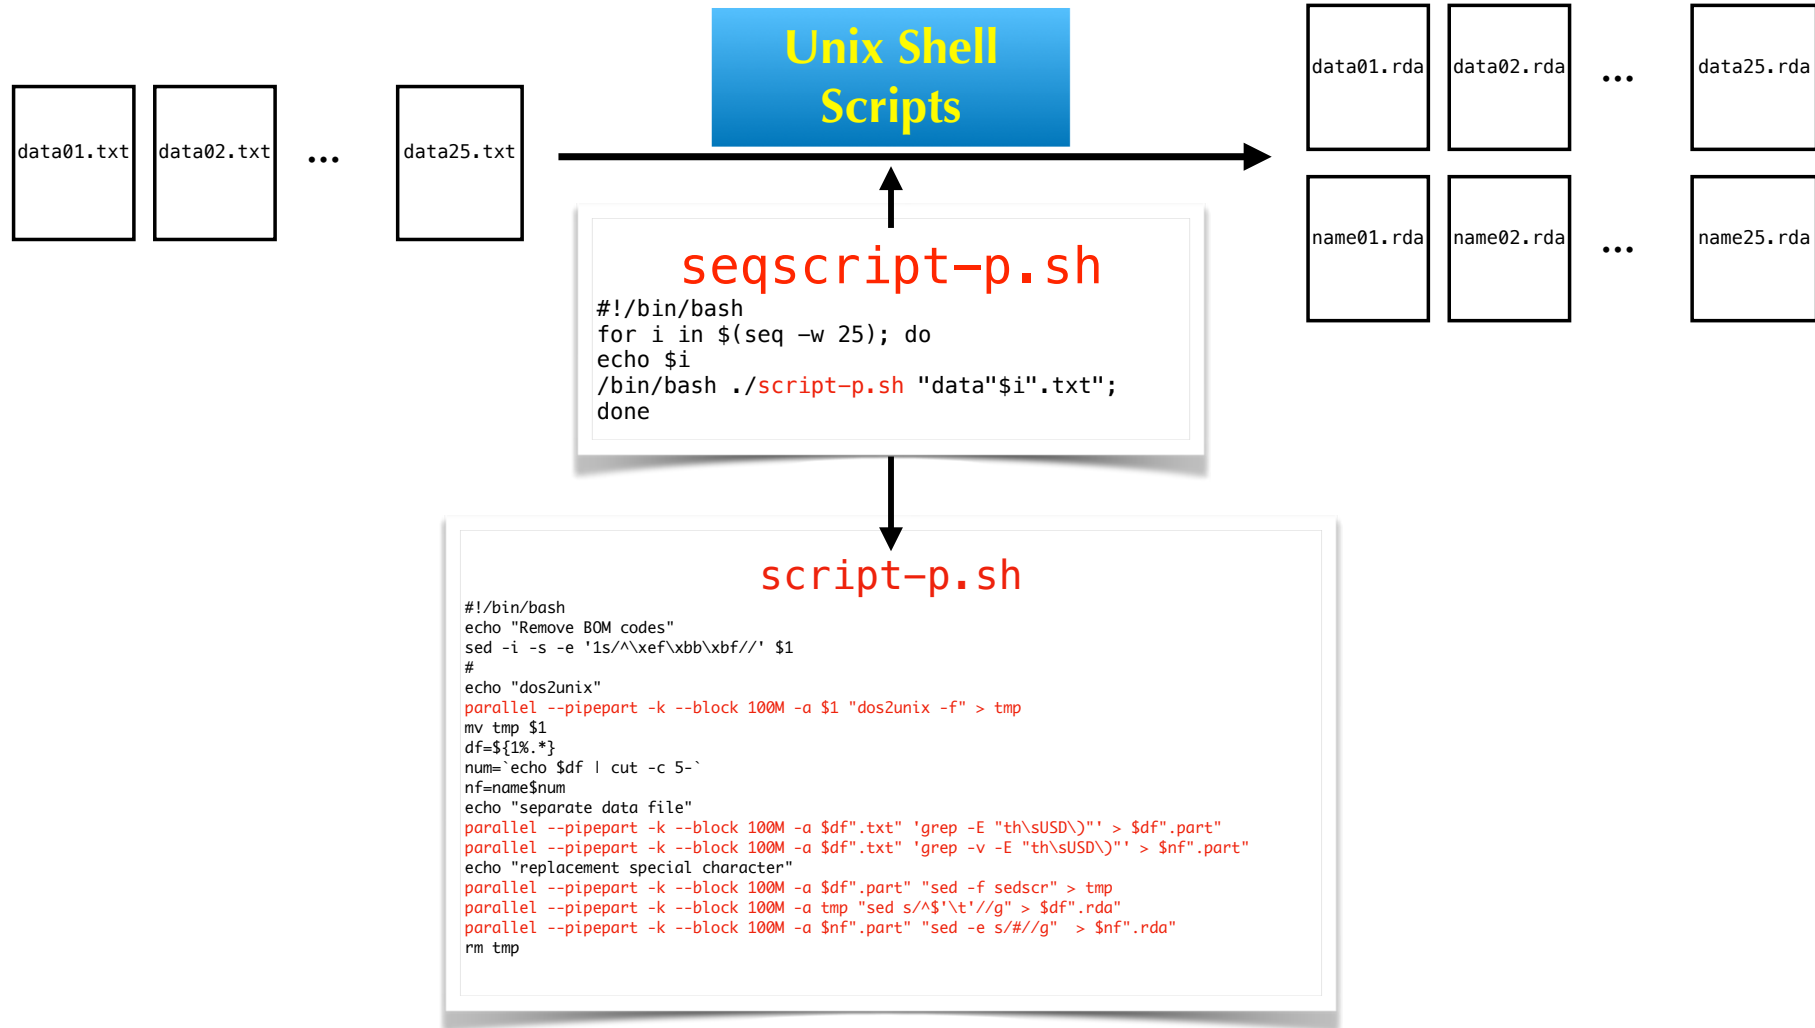 Unix Shell
Scripts
data01.txt
data02.txt
...
data25.txt
data01.rda
data02.rda
...
data25.rda
name01.rda
name02.rda
...
name25.rda
seqscript-p.sh
#!/bin/bash
for i in $(seq -w 25); do
echo $i
/bin/bash ./script-p.sh "data"$i".txt";
done
script-p.sh
#!/bin/bash
echo "Remove BOM codes"
sed -i -s -e '1s/^\xef\xbb\xbf//' $1
#
echo "dos2unix"
parallel --pipepart -k --block 100M -a $1 "dos2unix -f" > tmp
mv tmp $1
df=${1%.*}
num=`echo $df | cut -c 5-`
nf=name$num
echo "separate data file"
parallel --pipepart -k --block 100M -a $df".txt" 'grep -E "th\sUSD\)"' > $df".part"
parallel --pipepart -k --block 100M -a $df".txt" 'grep -v -E "th\sUSD\)"' > $nf".part"
echo "replacement special character"
parallel --pipepart -k --block 100M -a $df".part" "sed -f sedscr" > tmp
parallel --pipepart -k --block 100M -a tmp "sed s/^$'\t'//g" > $df".rda"
parallel --pipepart -k --block 100M -a $nf".part" "sed -e s/#//g"  > $nf".rda"
rm tmp